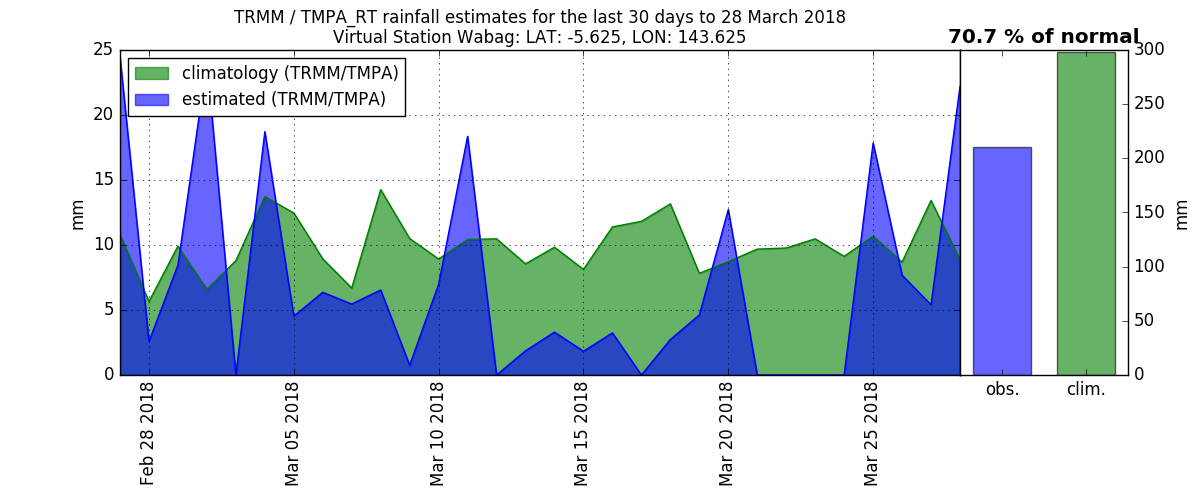 TRMM / TMPA_RT rainfall estimates for the last 30 days to 28 March 2018
Virtual Station Wabag: LAT: -5.625, LON: 143.625
70.7 % of normal
climatology (TRMM/TMPA)
estimated (TRMM/TMPA)
25
20
15
10
5
0
mm
Feb 28 2018
Mar 05 2018
Mar 10 2018
Mar 15 2018
Mar 20 2018
Mar 25 2018
obs.
clim.
300
250
200
150
100
50
0
mm